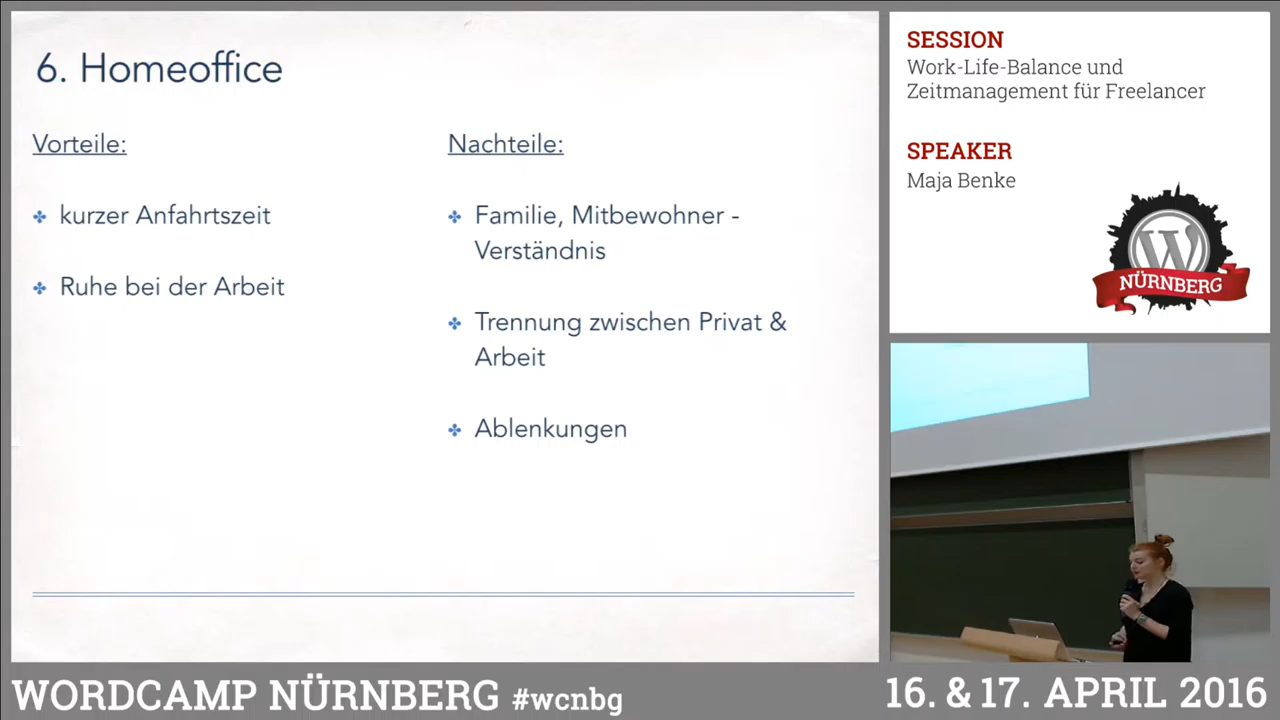 6. Homeoffice
Vorteile:
kurzer Anfahrtszeit
Ruhe bei der Arbeit
Nachteile:
Familie, Mitbewohner -
Verständnis
Trennung zwischen Privat &
Arbeit
Ablenkungen
SESSION
Work-Life-Balance und
Zeitmanagement für Freelancer
SPEAKER
Maja Benke
W
NÜRNBERG
WORDCAMP NÜRNBERG #wcnbg
16. & 17. APRIL 2016